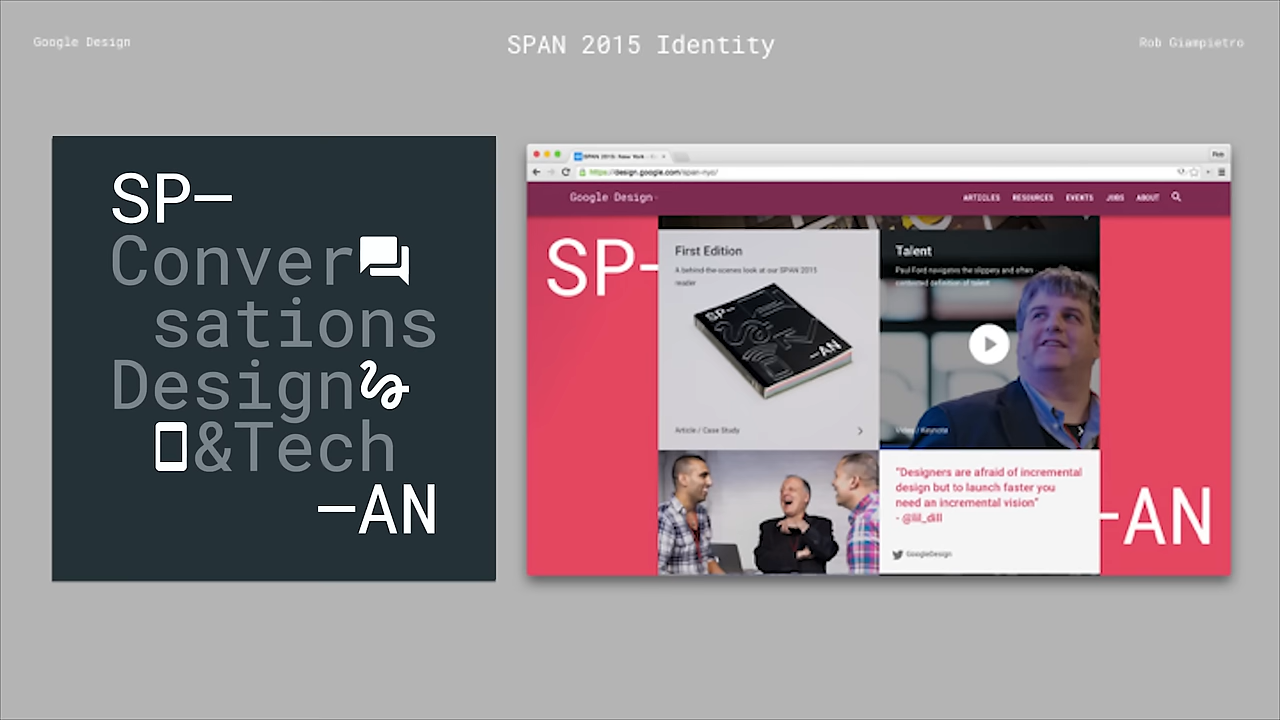 Google Design
SPAN 2015 Identity
Rob Giampietro
SP—
Conver
sations
Design
&Tech
—AN
SPAN 2015: New York
Rob
https://design.google.com/span-nyc/
Google Design
ARTICLES RESOURCES EVENTS JOBS ABOUT
SP—
First Edition
A behind-the-scenes look at our SPAN 2015
reader
SP—
—AN
Article / Case Study
Talent
Paul Ford navigates the slippery and often
contested definition of talent
Video / Keynote
"Designers are afraid of incremental
design but to launch faster you
need an incremental vision"
- @lil_dill
GoogleDesign
—AN